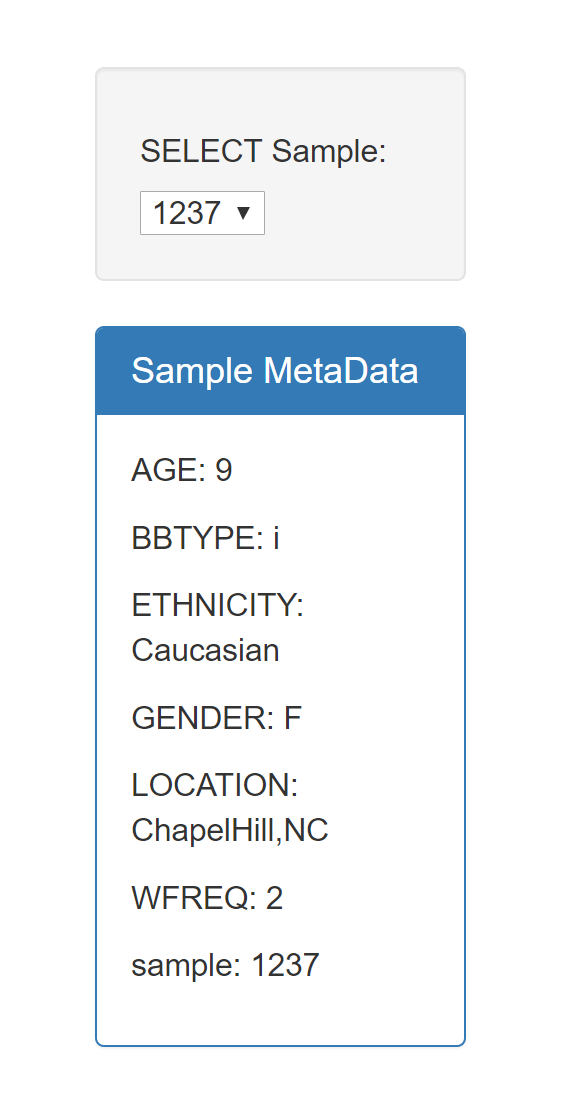 SELECT Sample:
1237 ▼
Sample MetaData
AGE: 9
BBTYPE: i
ETHNICITY:
Caucasian
GENDER: F
LOCATION:
ChapelHill,NC
WFREQ: 2
sample: 1237